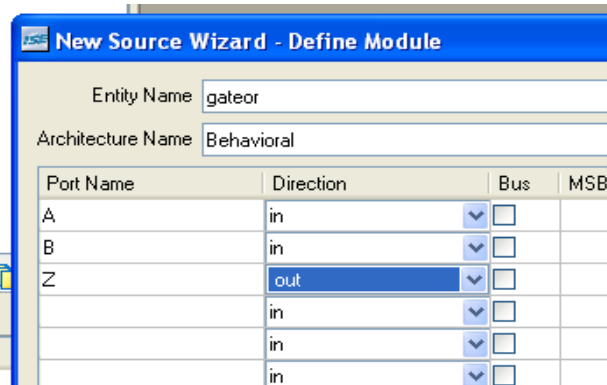 ISE New Source Wizard - Define Module
Entity Name gateor
Architecture Name Behavioral
Port Name Direction Bus MSB
A in
B in
Z out
in
in
in